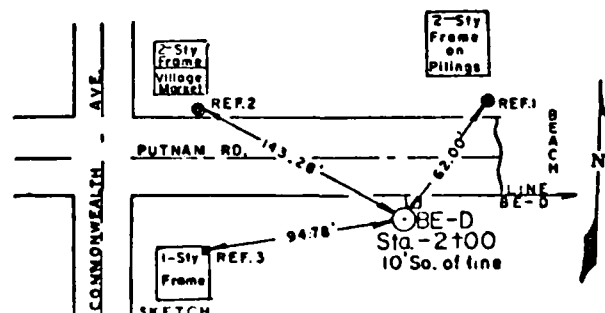 2-Sty
Frame
Village
Market
2-Sty
Frame
on
Pilings
REF.2
REF.1
COMMONWEALTH AVE.
PUTNAM RD.
143.28'
62.00'
BEACH
N
LINE
BE-D
BE-D
Sta.-2+00
10' So. of line
94.78'
1-Sty
Frame
REF.3
SKETCH